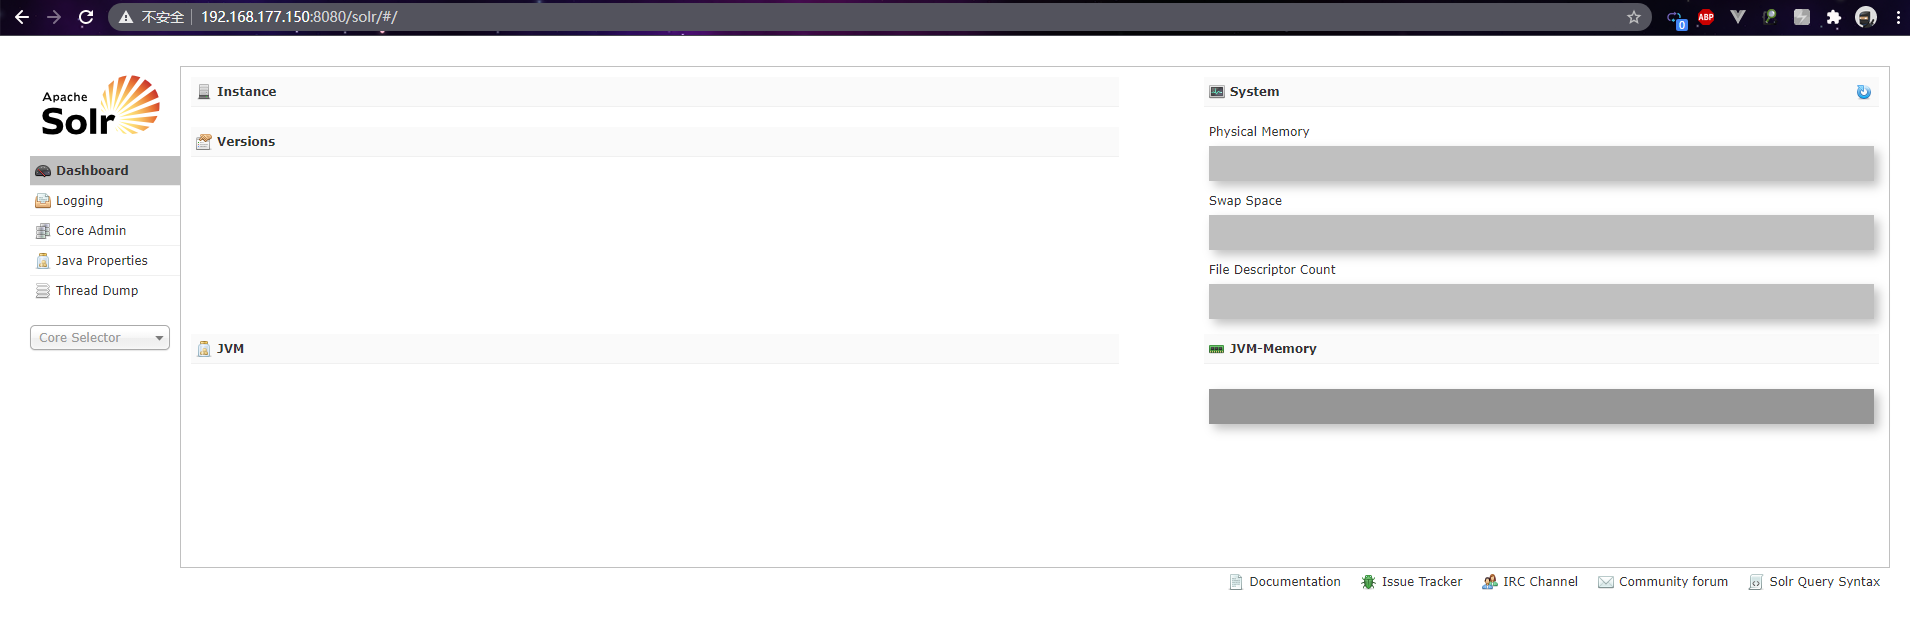 不安全 192.168.177.150:8080/solr/#/
0
ABP
Apache
Solr
Dashboard
Logging
Core Admin
Java Properties
Thread Dump
Core Selector
Instance
Versions
JVM
System
Physical Memory
Swap Space
File Descriptor Count
JVM-Memory
Documentation Issue Tracker IRC Channel Community forum Solr Query Syntax